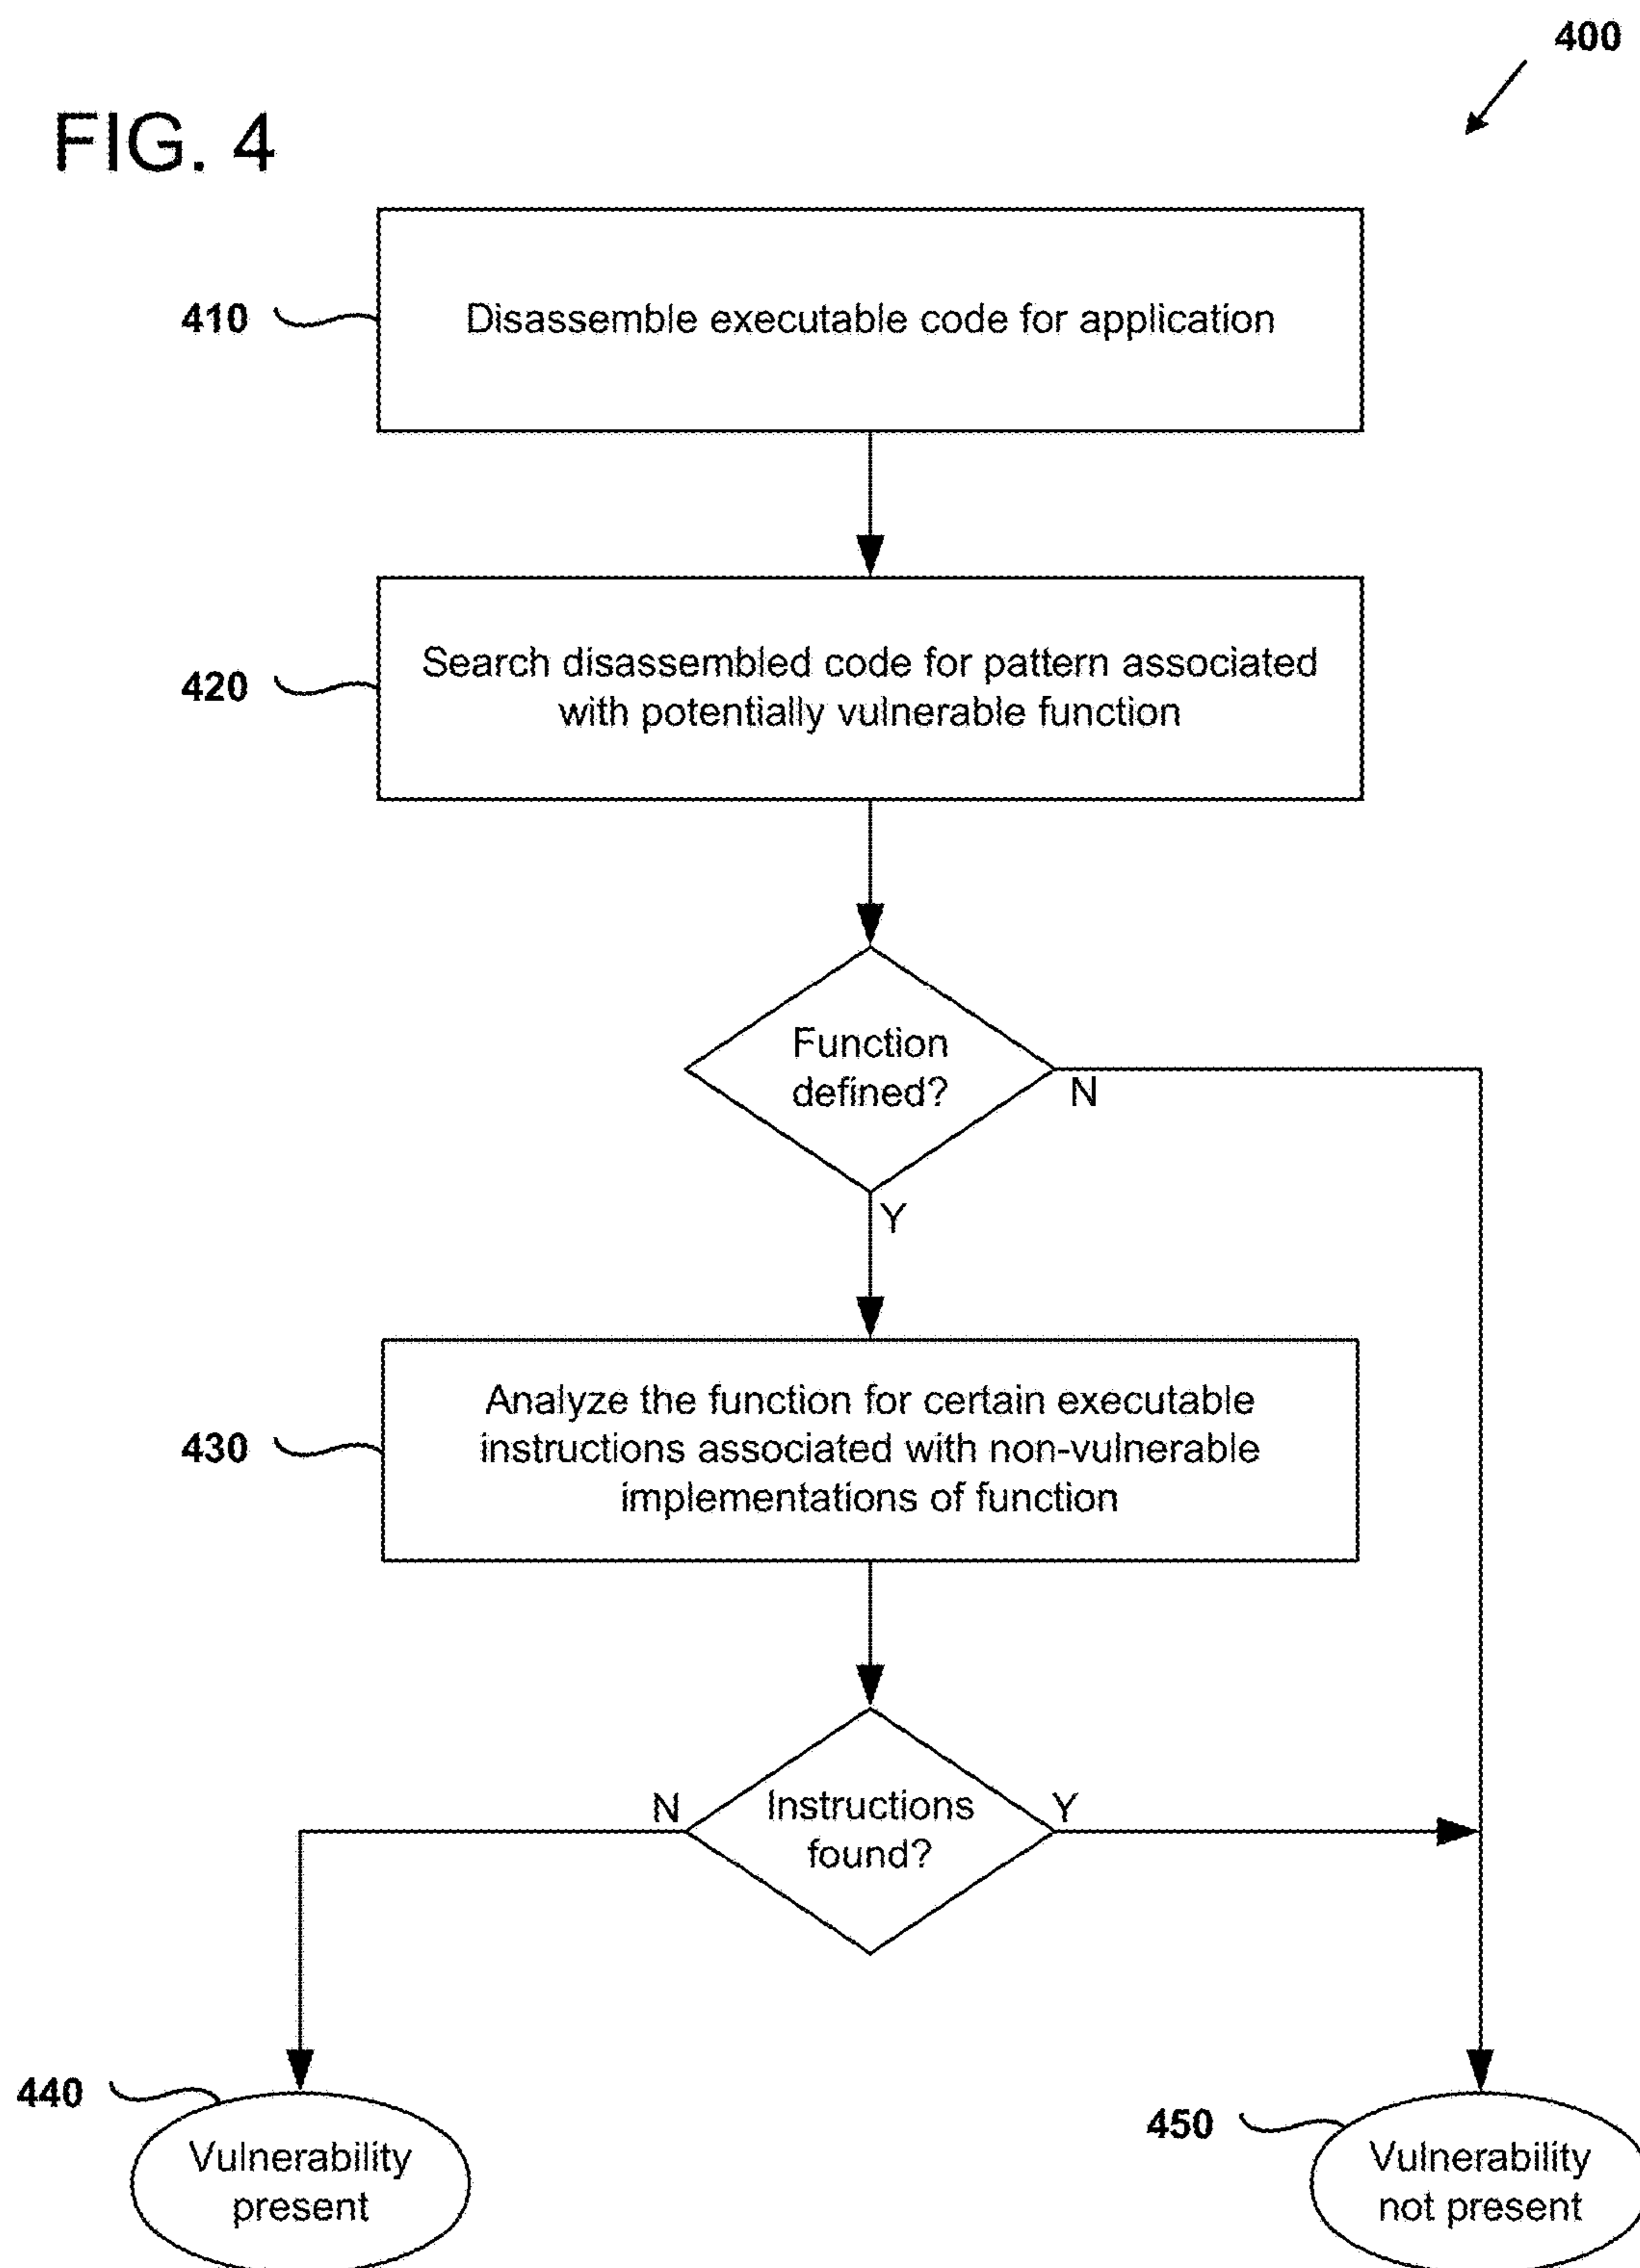 400
FIG. 4
410
Disassemble executable code for application
420
Search disassembled code for pattern associated
with potentially vulnerable function
Function
defined?
N
Y
430
Analyze the function for certain executable
instructions associated with non-vulnerable
implementations of function
N
Instructions
found?
Y
440
Vulnerability
present
450
Vulnerability
not present